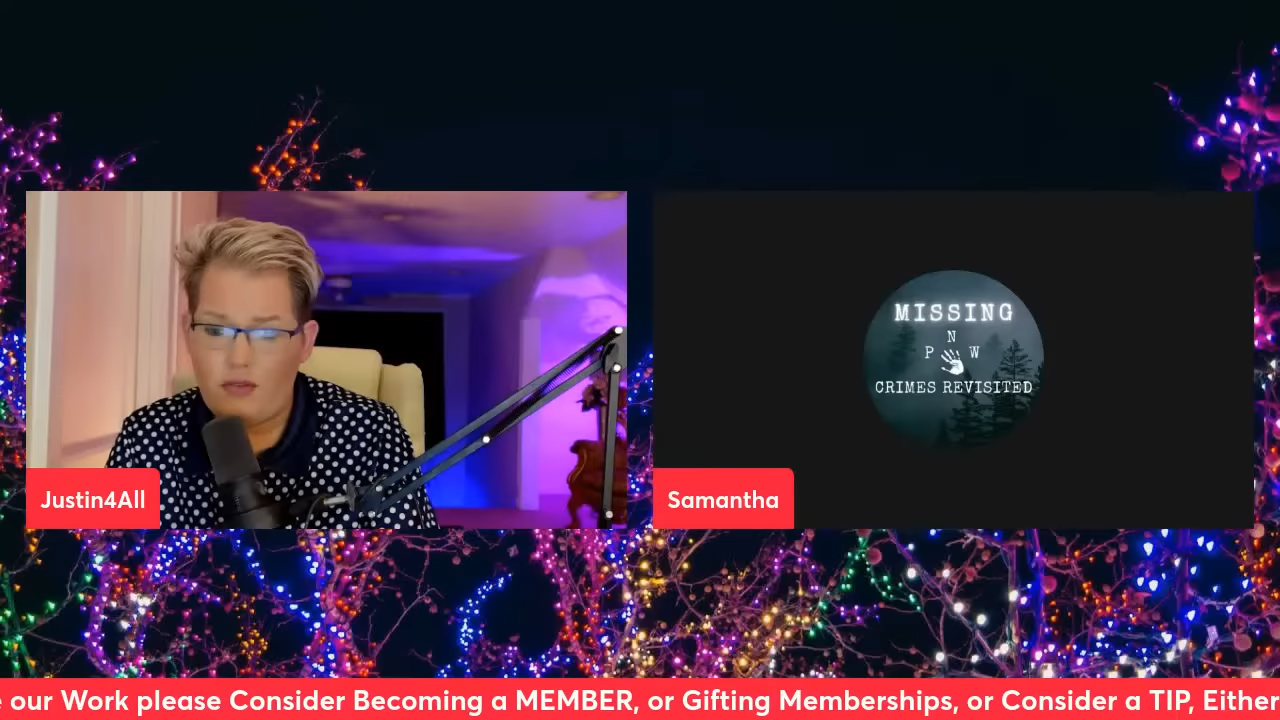 MISSING
N
P W
CRIMES REVISITED
Justin4All
Samantha
our Work please Consider Becoming a MEMBER, or Gifting Memberships, or Consider a TIP, Either